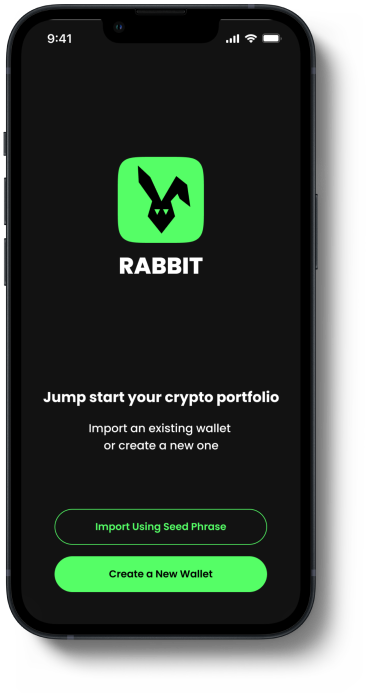 9:41
RABBIT
Jump start your crypto portfolio
Import an existing wallet
or create a new one
Import Using Seed Phrase
Create a New Wallet